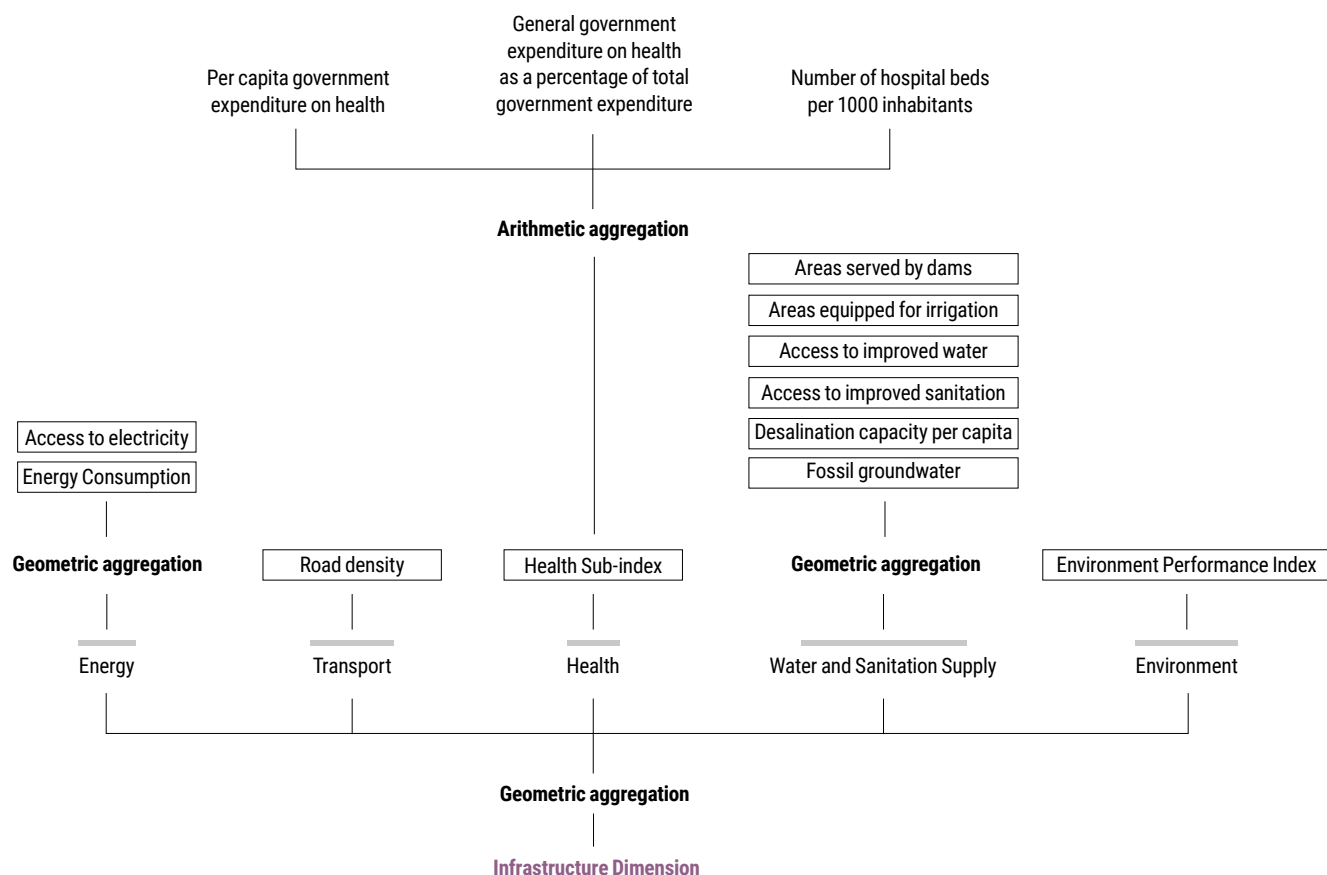 General government
expenditure on health
as a percentage of total
government expenditure
Per capita government
expenditure on health
Number of hospital beds
per 1000 inhabitants
Arithmetic aggregation
Areas served by dams
Areas equipped for irrigation
Access to improved water
Access to improved sanitation
Desalination capacity per capita
Fossil groundwater
Access to electricity
Energy Consumption
Geometric aggregation
Road density
Health Sub-index
Geometric aggregation
Environment Performance Index
Energy
Transport
Health
Water and Sanitation Supply
Environment
Geometric aggregation
Infrastructure Dimension